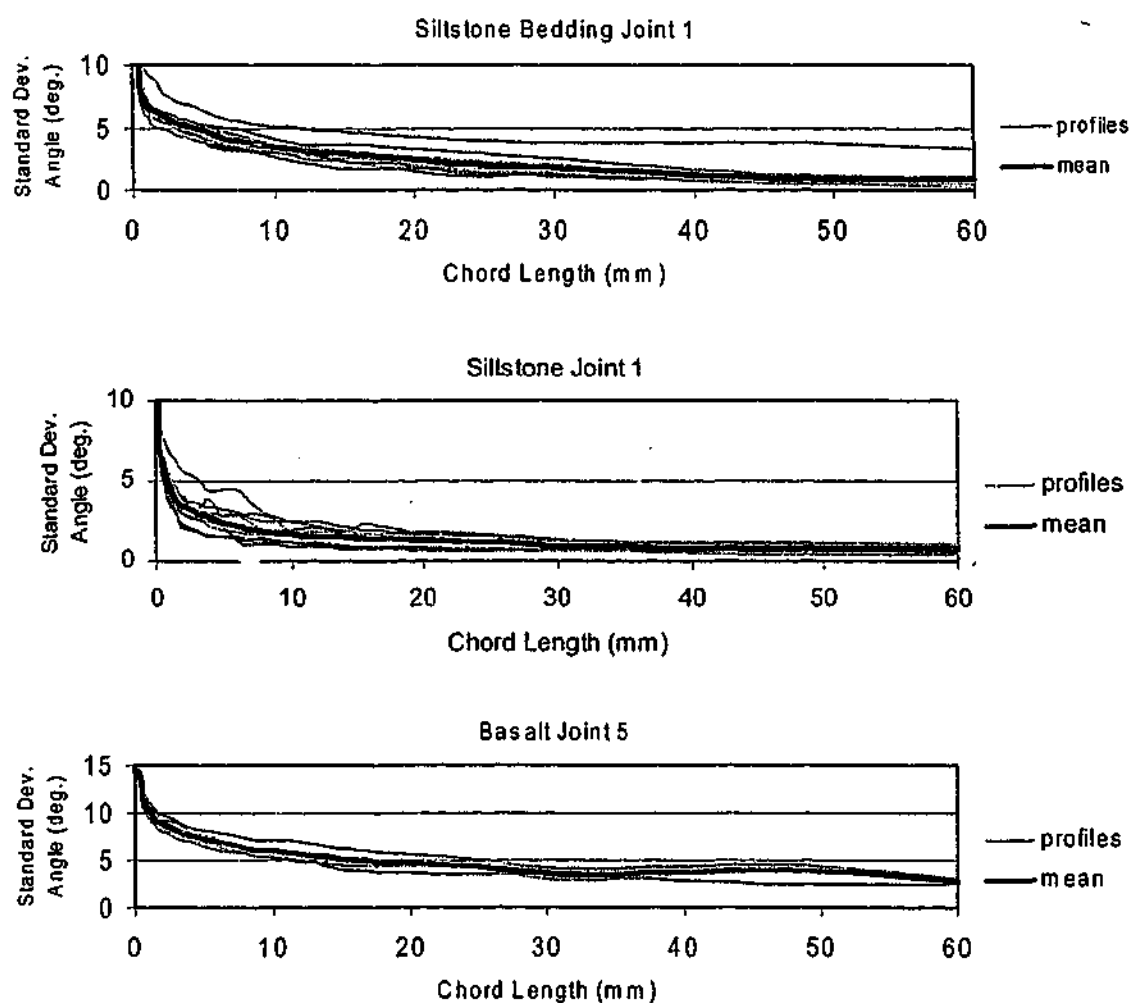 Siltstone Bedding Joint 1
Standard Dev.
Angle (deg.)
10
5
0
0 10 20 30 40 50 60
Chord Length (mm)
profiles
mean
Siltstone Joint 1
Standard Dev.
Angle (deg.)
10
5
0
0 10 20 30 40 50 60
Chord Length (mm)
profiles
mean
Basalt Joint 5
Standard Dev.
Angle (deg.)
15
10
5
0
0 10 20 30 40 50 60
Chord Length (mm)
profiles
mean